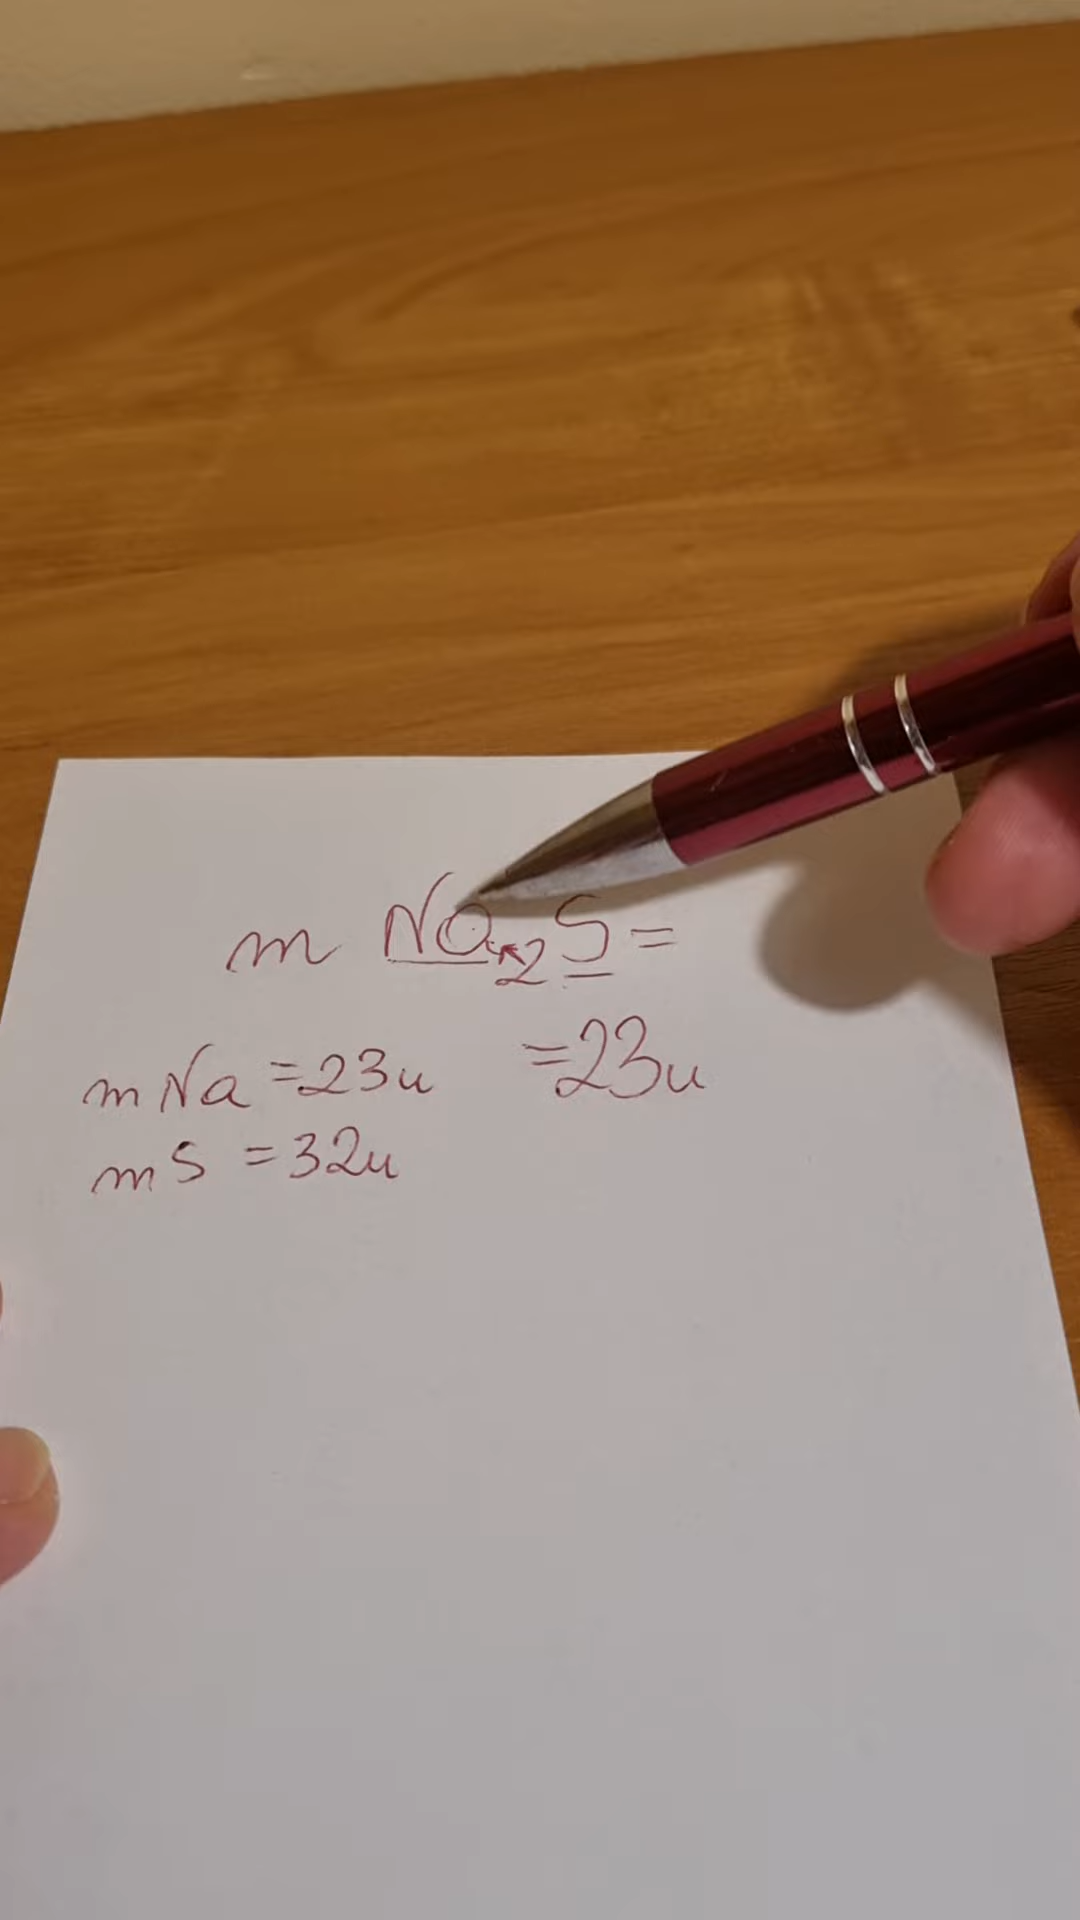 m Na₂S =
= 23u
m Na = 23u
m S = 32u